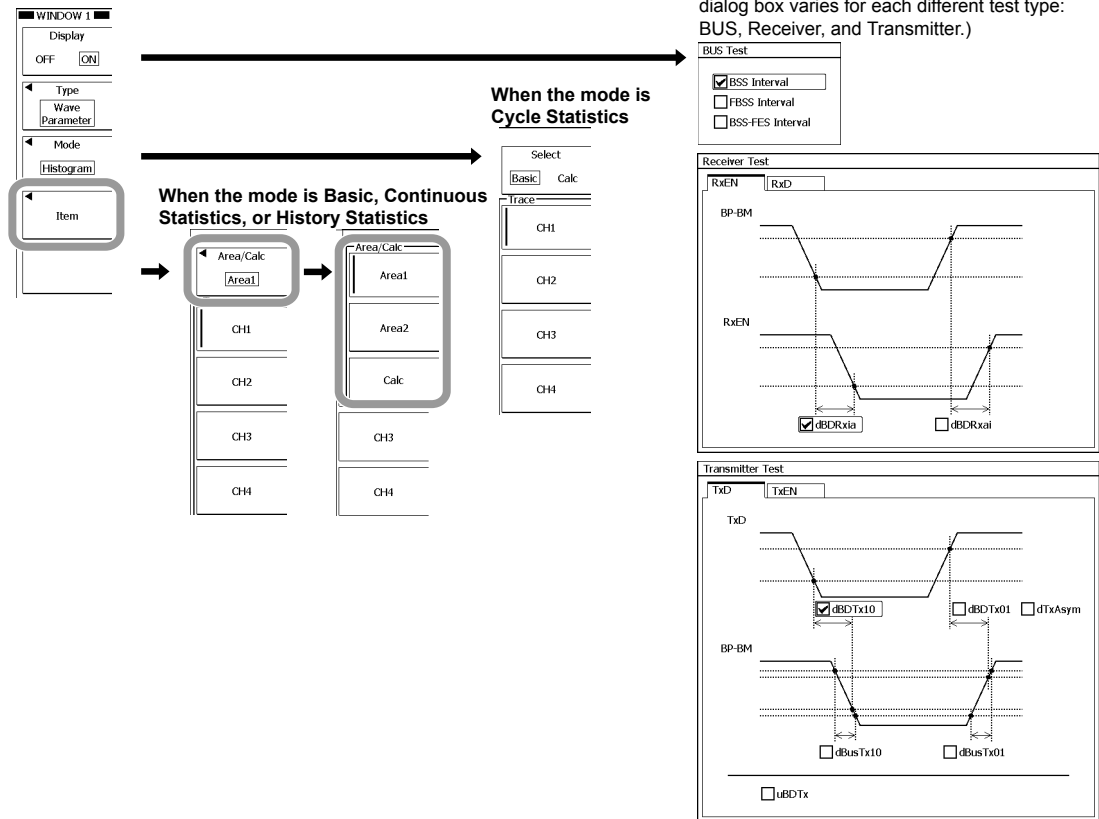 WINDOW 1
Display
OFF ON
Type
Wave
Parameter
Mode
Histogram
Item
When the mode is Basic, Continuous
Statistics, or History Statistics
Area/Calc
Area1
CH1
CH2
CH3
CH4
Area/Calc
Area1
Area2
Calc
CH3
CH4
When the mode is
Cycle Statistics
Select
Basic Calc
Trace
CH1
CH2
CH3
CH4
dialog box varies for each different test type:
BUS, Receiver, and Transmitter.)
BUS Test
BSS Interval
FBSS Interval
BSS-FES Interval
Receiver Test
RxEN RxD
BP-BM
RxEN
dBDRxia dBDRxai
Transmitter Test
TxD TxEN
TxD
dBDTx10 dBDTx01 dTxAsym
BP-BM
dBusTx10 dBusTx01
uBDTx